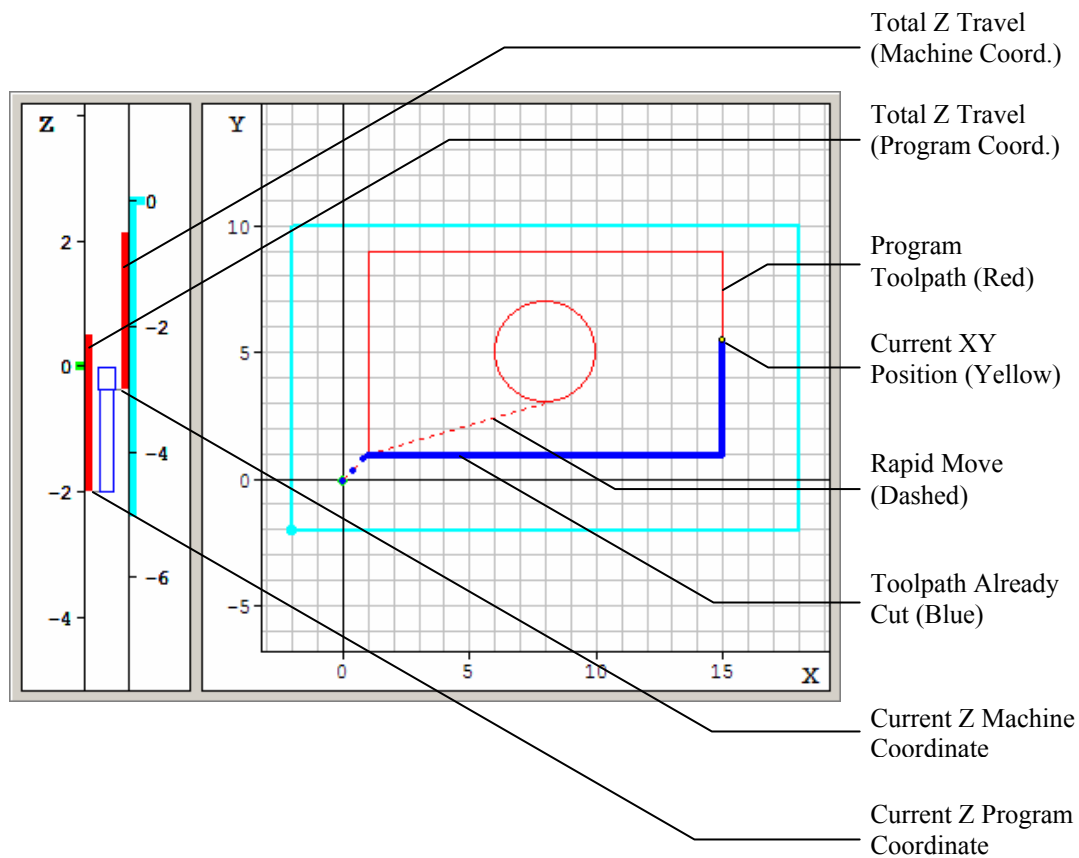 Total Z Travel
(Machine Coord.)
Total Z Travel
(Program Coord.)
Program
Toolpath (Red)
Current XY
Position (Yellow)
Rapid Move
(Dashed)
Toolpath Already
Cut (Blue)
Current Z Machine
Coordinate
Current Z Program
Coordinate
Z
2
0
-2
-4
0
-2
-4
-6
Y
10
5
0
-5
0
5
10
15
X